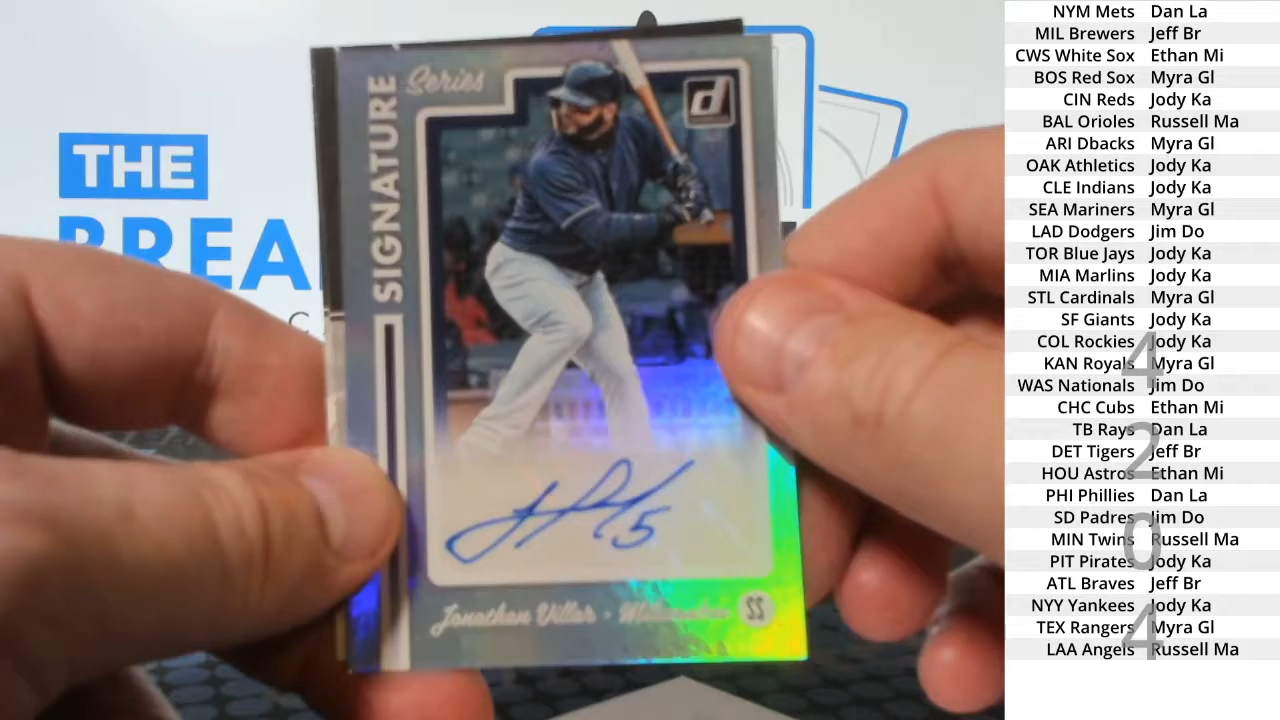 THE
BREA
C
SIGNATURE
Series
d
5
Jonathan Villar - Milwaukee SS
NYM Mets Dan La
MIL Brewers Jeff Br
CWS White Sox Ethan Mi
BOS Red Sox Myra Gl
CIN Reds Jody Ka
BAL Orioles Russell Ma
ARI Dbacks Myra Gl
OAK Athletics Jody Ka
CLE Indians Jody Ka
SEA Mariners Myra Gl
LAD Dodgers Jim Do
TOR Blue Jays Jody Ka
MIA Marlins Jody Ka
STL Cardinals Myra Gl
SF Giants Jody Ka
COL Rockies Jody Ka
KAN Royals Myra Gl
WAS Nationals Jim Do
CHC Cubs Ethan Mi
TB Rays Dan La
DET Tigers Jeff Br
HOU Astros Ethan Mi
PHI Phillies Dan La
SD Padres Jim Do
MIN Twins Russell Ma
PIT Pirates Jody Ka
ATL Braves Jeff Br
NYY Yankees Jody Ka
TEX Rangers Myra Gl
LAA Angels Russell Ma
4
2
0
4